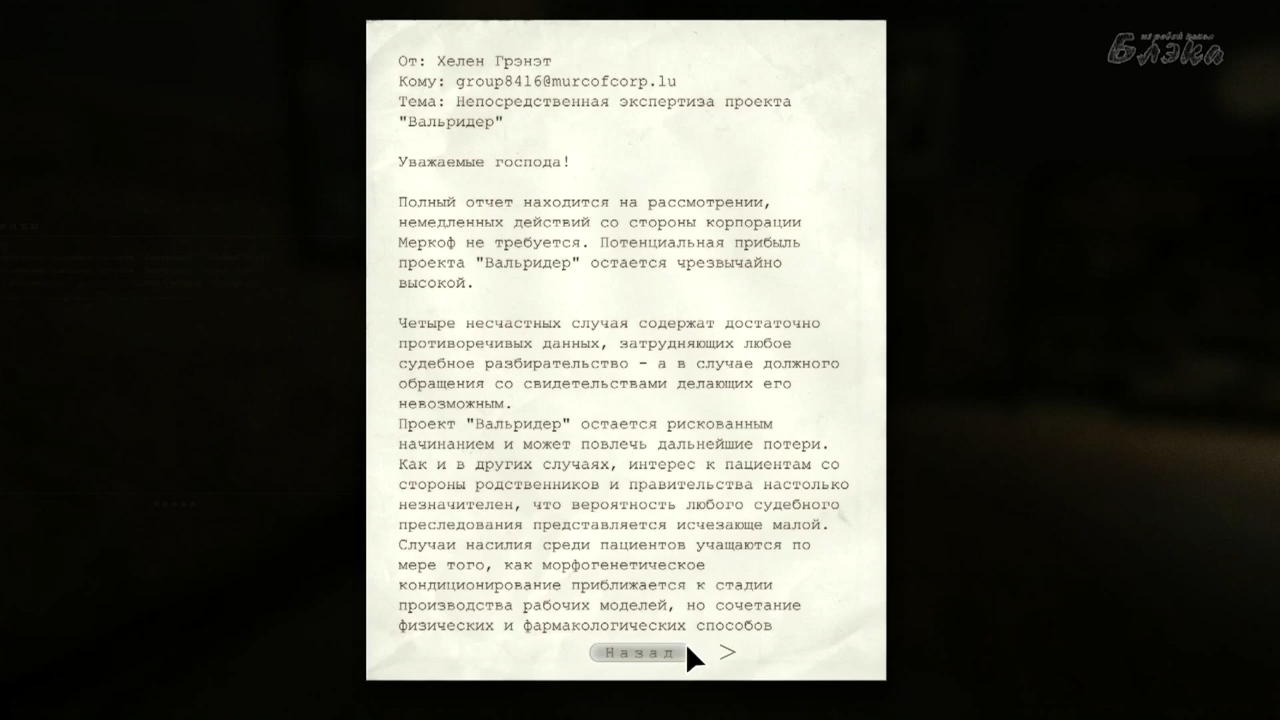 Блэка
От: Хелен Грэнэт
Кому: group8416@murcofcorp.lu
Тема: Непосредственная экспертиза проекта
"Вальридер"
Уважаемые господа!
Полный отчет находится на рассмотрении,
немедленных действий со стороны корпорации
Меркоф не требуется. Потенциальная прибыль
проекта "Вальридер" остается чрезвычайно
высокой.
Четыре несчастных случая содержат достаточно
противоречивых данных, затрудняющих любое
судебное разбирательство - а в случае должного
обращения со свидетельствами делающих его
невозможным.
Проект "Вальридер" остается рискованным
начинанием и может повлечь дальнейшие потери.
Как и в других случаях, интерес к пациентам со
стороны родственников и правительства настолько
незначителен, что вероятность любого судебного
преследования представляется исчезающе малой.
Случаи насилия среди пациентов учащаются по
мере того, как морфогенетическое
кондиционирование приближается к стадии
производства рабочих моделей, но сочетание
физических и фармакологических способов
Назад >